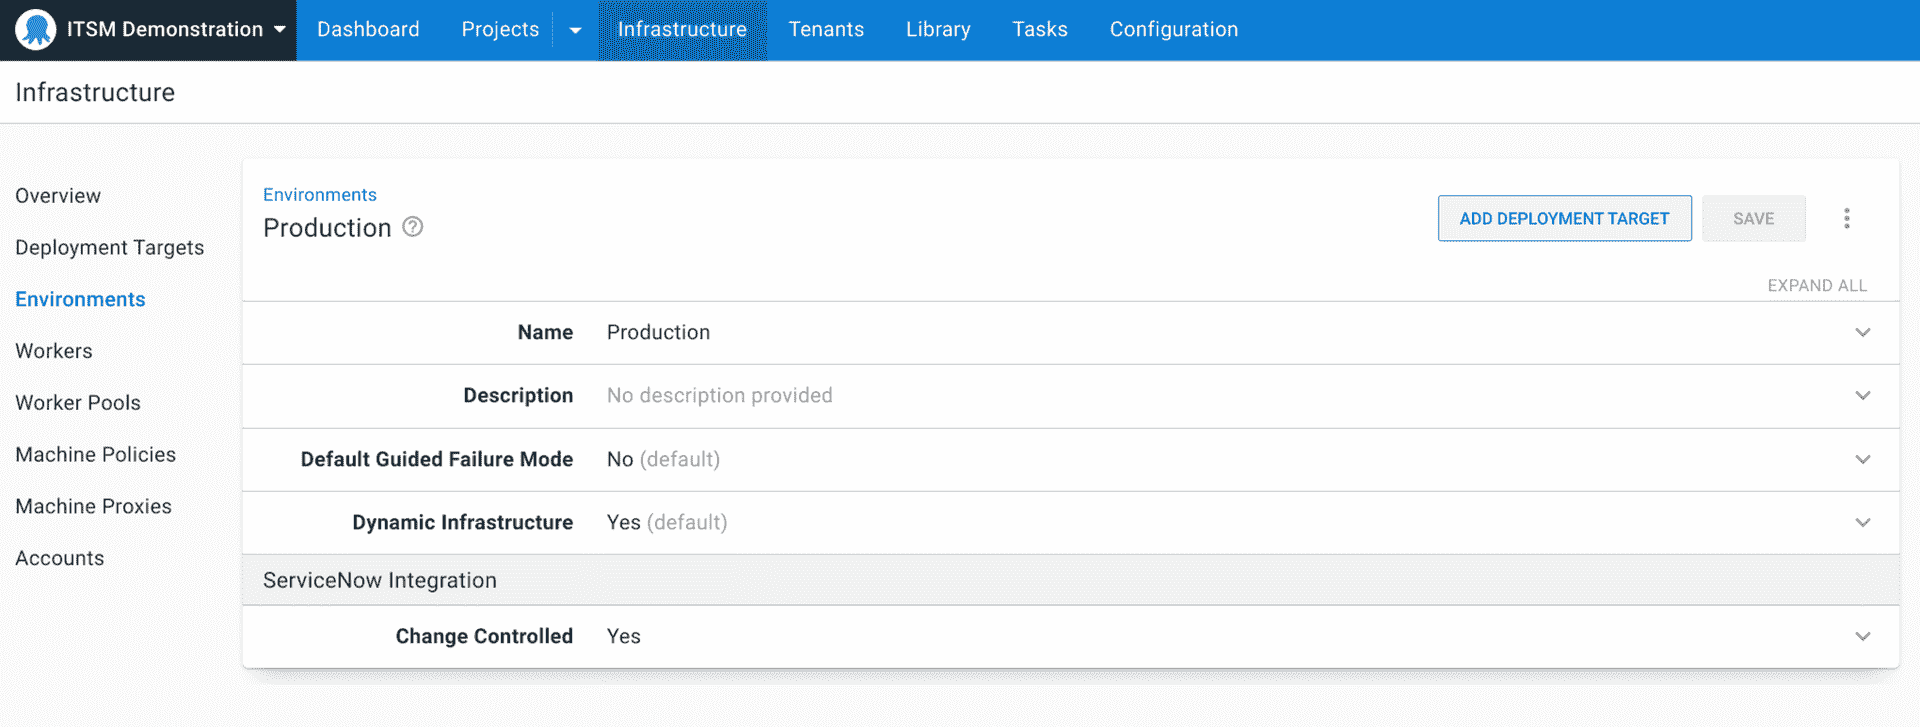 ITSM Demonstration Dashboard Projects Infrastructure Tenants Library Tasks Configuration
Infrastructure
Overview
Deployment Targets
Environments
Workers
Worker Pools
Machine Policies
Machine Proxies
Accounts
Environments
Production ?
ADD DEPLOYMENT TARGET SAVE
EXPAND ALL
Name Production
Description No description provided
Default Guided Failure Mode No (default)
Dynamic Infrastructure Yes (default)
ServiceNow Integration
Change Controlled Yes